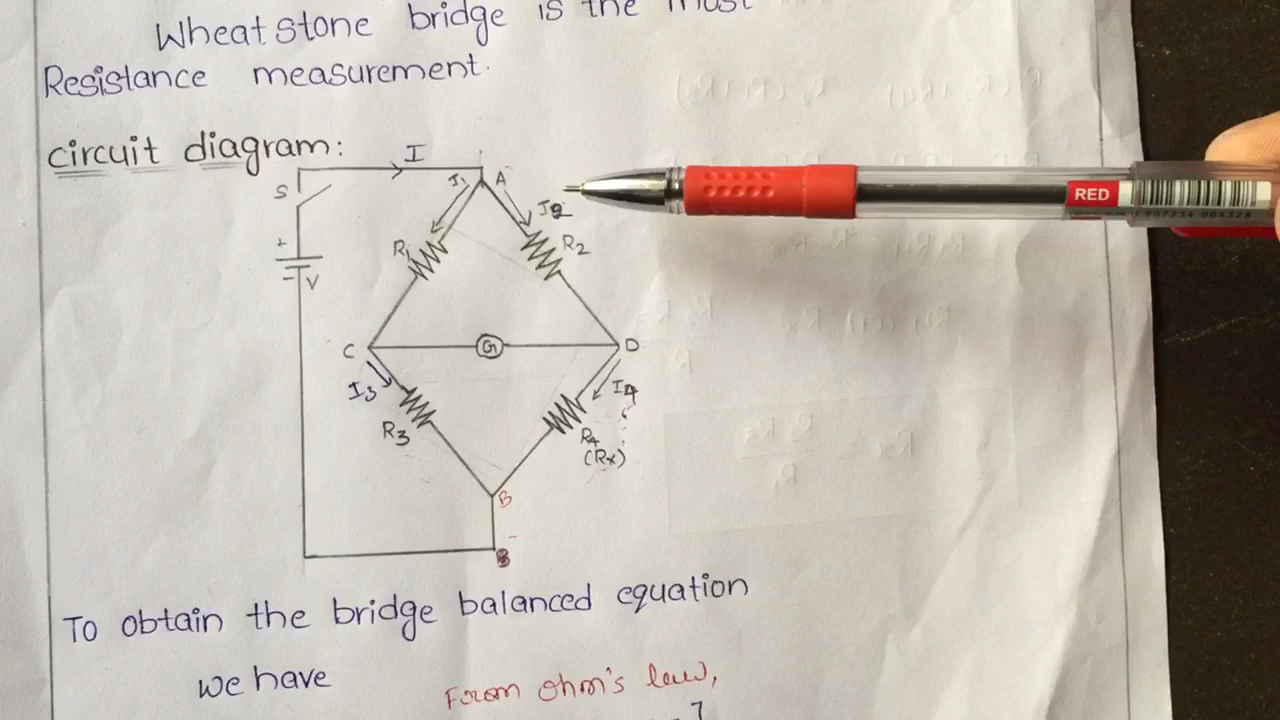 Wheatstone bridge is the most
Resistance measurement.
circuit diagram:
I
S
I1
A
I2
R1
R2
+
-
V
C
G
D
I3
I4
R3
R4
(Rx)
B
B
To obtain the bridge balanced equation
we have
From ohm's law,
RED